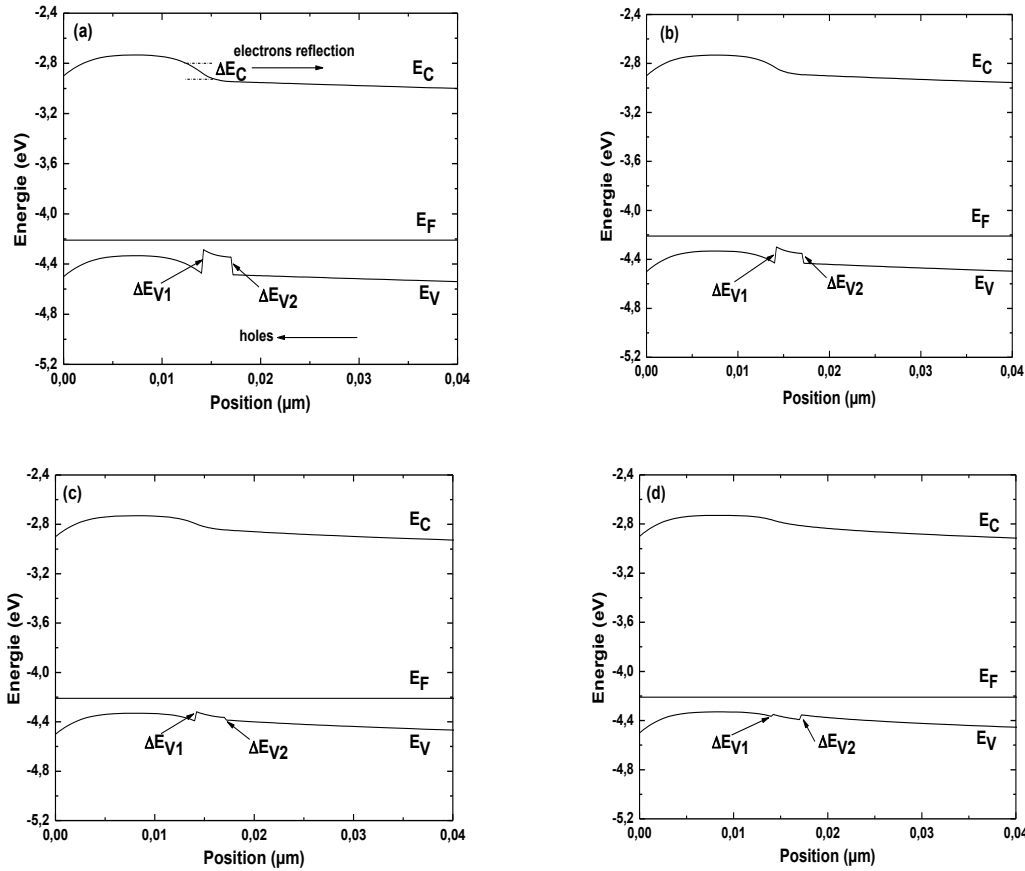 (a)
electrons reflection
ΔE_C
E_C
E_F
ΔE_V1
ΔE_V2
E_V
holes
-2,4
-2,8
-3,2
-3,6
-4,0
-4,4
-4,8
-5,2
Energie (eV)
0,00 0,01 0,02 0,03 0,04
Position (µm)
(b)
E_C
E_F
ΔE_V1
ΔE_V2
E_V
-2,4
-2,8
-3,2
-3,6
-4,0
-4,4
-4,8
-5,2
Energie (eV)
0,00 0,01 0,02 0,03 0,04
Position (µm)
(c)
E_C
E_F
ΔE_V1
ΔE_V2
E_V
-2,4
-2,8
-3,2
-3,6
-4,0
-4,4
-4,8
-5,2
Energie (eV)
0,00 0,01 0,02 0,03 0,04
Position (µm)
(d)
E_C
E_F
ΔE_V1
ΔE_V2
E_V
-2,4
-2,8
-3,2
-3,6
-4,0
-4,4
-4,8
-5,2
Energie (eV)
0,00 0,01 0,02 0,03 0,04
Position (µm)